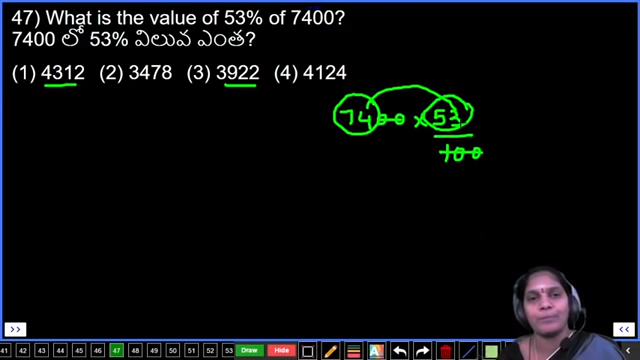 47) What is the value of 53% of 7400?
7400 లో 53% విలువ ఎంత?
(1) 4312 (2) 3478 (3) 3922 (4) 4124
7400 × 53
100
>> 41 42 43 44 45 46 47 48 49 50 51 52 53 Draw Hide A >>